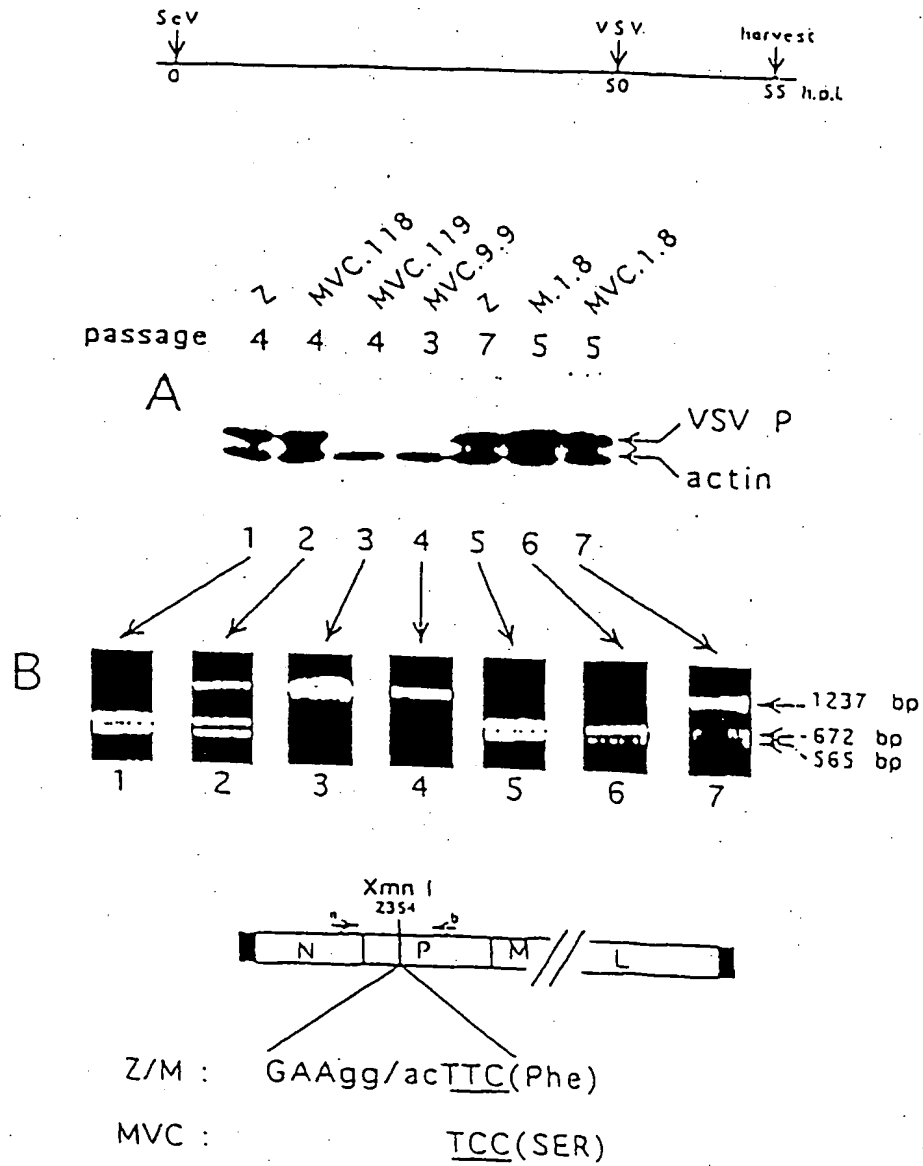 ScV VSV. harvest
0 50 55 h.p.i.
Z MVC.118 MVC.119 MVC.9.9 Z M.1.8 MVC.1.8
passage 4 4 4 3 7 5 5
A
VSV P
actin
1 2 3 4 5 6 7
B
1237 bp
672 bp
565 bp
1 2 3 4 5 6 7
Xmn I
2354
b
N P M L
Z/M : GAAgg/acTTC(Phe)
MVC : TCC(SER)